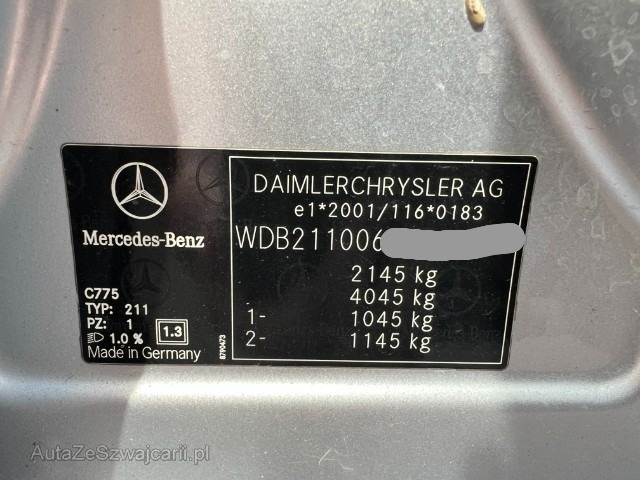 Mercedes-Benz
C775
TYP: 211
PZ: 1
1.0 %
1.3
Made in Germany
DAIMLERCHRYSLER AG
e1*2001/116*0183
WDB211006
2145 kg
4045 kg
1- 1045 kg
2- 1145 kg
AutaZeSzwajcarii.pl